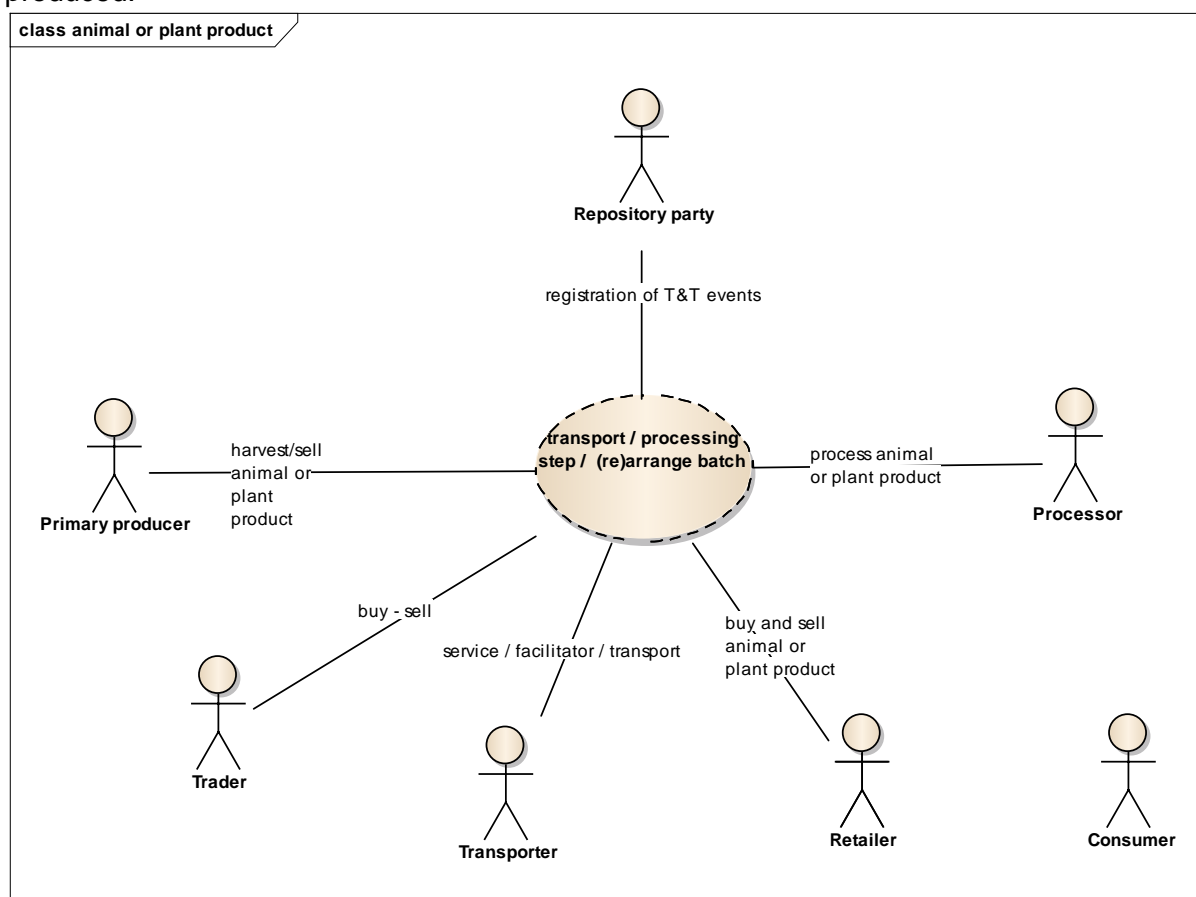 produced.
class animal or plant product
Repository party
registration of T&T events
transport / processing
step / (re)arrange batch
harvest/sell
animal or
plant
product
Primary producer
process animal
or plant product
Processor
buy - sell
Trader
service / facilitator / transport
Transporter
buy and sell
animal or
plant product
Retailer
Consumer